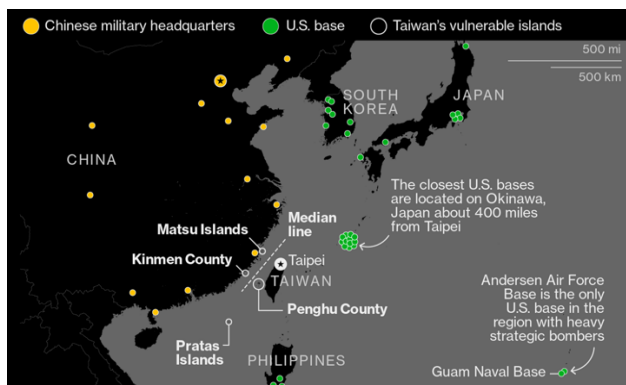 Chinese military headquarters
U.S. base
Taiwan's vulnerable islands
500 mi
500 km
SOUTH
KOREA
JAPAN
CHINA
The closest U.S. bases
are located on Okinawa,
Japan about 400 miles
from Taipei
Matsu Islands
Median
line
Kinmen County
Taipei
TAIWAN
Penghu County
Andersen Air Force
Base is the only
U.S. base in the
region with heavy
strategic bombers
Pratas
Islands
PHILIPPINES
Guam Naval Base